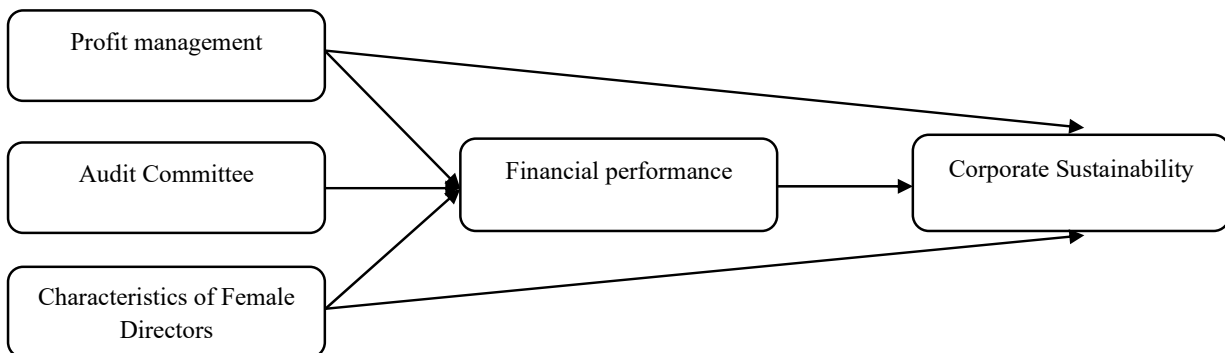 Profit management
Audit Committee
Financial performance
Corporate Sustainability
Characteristics of Female
Directors